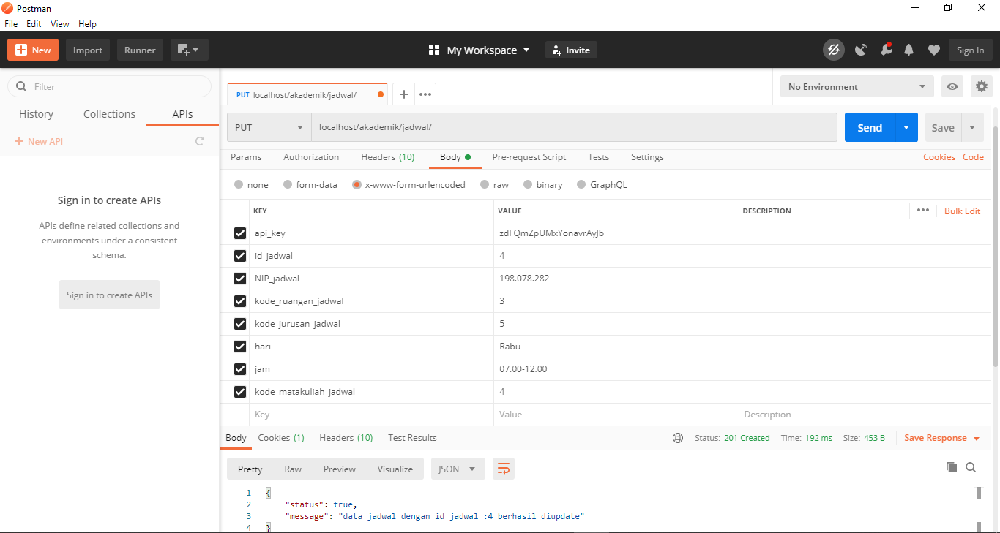 Postman
File Edit View Help
New Import Runner My Workspace Invite Sign In
Filter
History Collections APIs
New API
Sign in to create APIs
APIs define related collections and
environments under a consistent
schema.
Sign in to create APIs
PUT localhost/akademik/jadwal/
No Environment
PUT localhost/akademik/jadwal/ Send Save
Params Authorization Headers (10) Body Pre-request Script Tests Settings Cookies Code
none form-data x-www-form-urlencoded raw binary GraphQL
KEY VALUE DESCRIPTION Bulk Edit
api_key zdFQmZpUMxYonavrAyJb
id_jadwal 4
NIP_jadwal 198.078.282
kode_ruangan_jadwal 3
kode_jurusan_jadwal 5
hari Rabu
jam 07.00-12.00
kode_matakuliah_jadwal 4
Key Value Description
Body Cookies (1) Headers (10) Test Results Status: 201 Created Time: 192 ms Size: 453 B Save Response
Pretty Raw Preview Visualize JSON
1 {
2 "status": true,
3 "message": "data jadwal dengan id jadwal :4 berhasil diupdate"
4 }